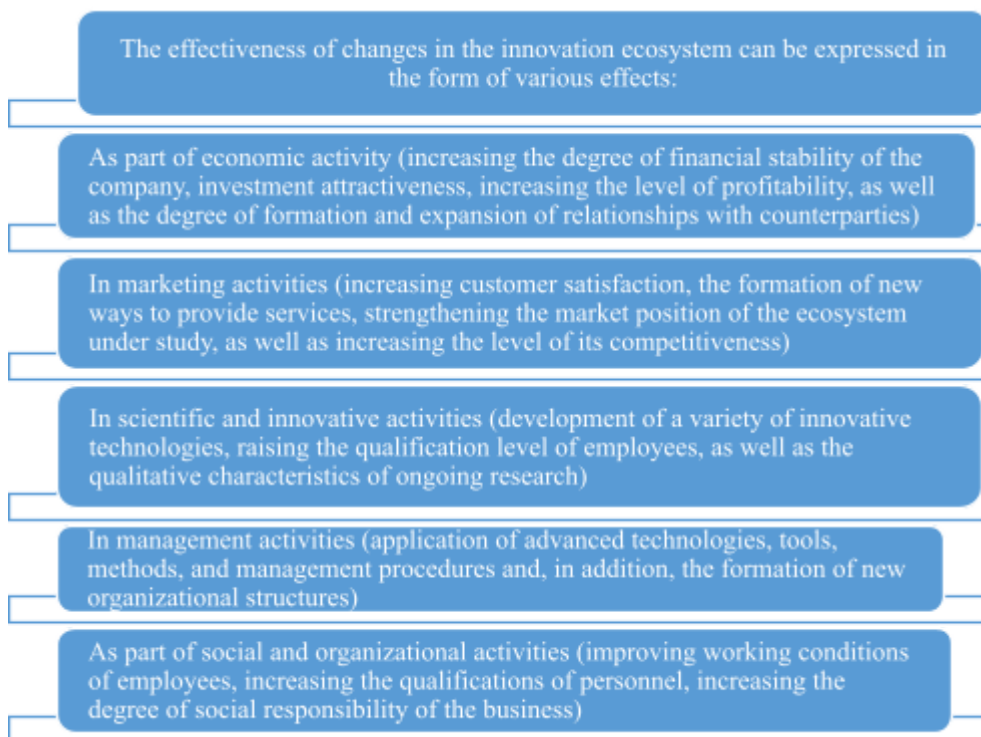 The effectiveness of changes in the innovation ecosystem can be expressed in
the form of various effects:
As part of economic activity (increasing the degree of financial stability of the
company, investment attractiveness, increasing the level of profitability, as well
as the degree of formation and expansion of relationships with counterparties)
In marketing activities (increasing customer satisfaction, the formation of new
ways to provide services, strengthening the market position of the ecosystem
under study, as well as increasing the level of its competitiveness)
In scientific and innovative activities (development of a variety of innovative
technologies, raising the qualification level of employees, as well as the
qualitative characteristics of ongoing research)
In management activities (application of advanced technologies, tools,
methods, and management procedures and, in addition, the formation of new
organizational structures)
As part of social and organizational activities (improving working conditions
of employees, increasing the qualifications of personnel, increasing the
degree of social responsibility of the business)